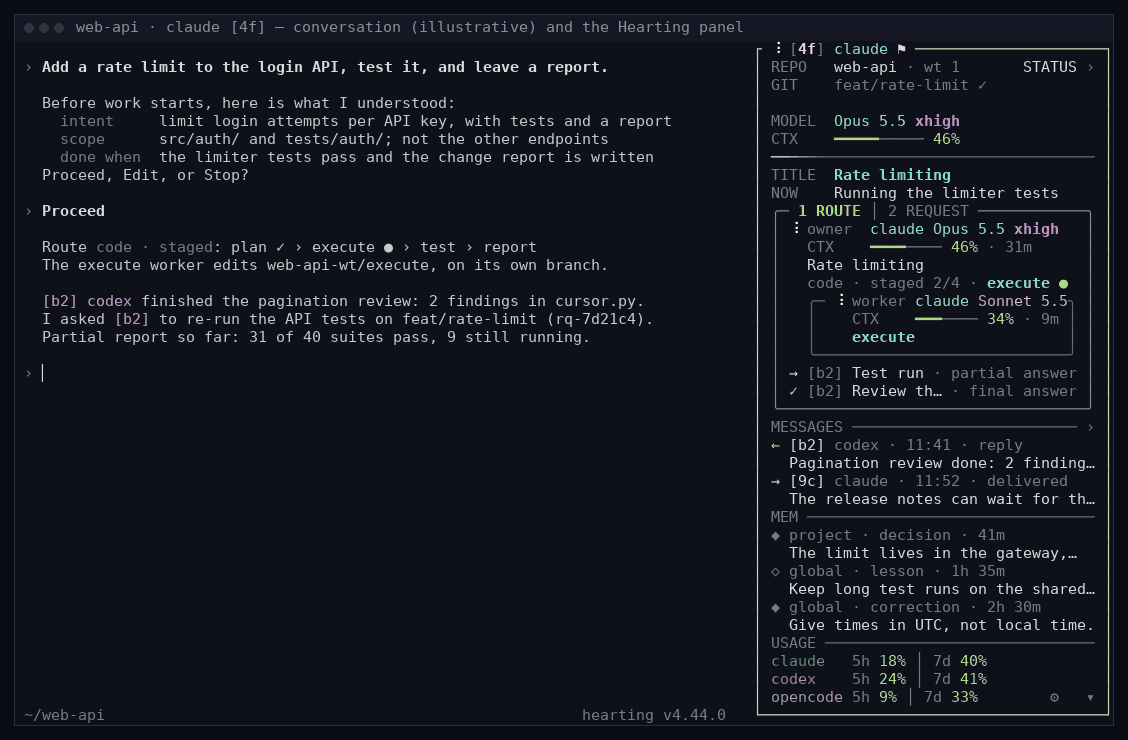 web-api · claude [4f] — conversation (illustrative) and the Hearting panel
› Add a rate limit to the login API, test it, and leave a report.
Before work starts, here is what I understood:
intent limit login attempts per API key, with tests and a report
scope src/auth/ and tests/auth/; not the other endpoints
done when the limiter tests pass and the change report is written
Proceed, Edit, or Stop?
› Proceed
Route code · staged: plan ✓ › execute ● › test › report
The execute worker edits web-api-wt/execute, on its own branch.
[b2] codex finished the pagination review: 2 findings in cursor.py.
I asked [b2] to re-run the API tests on feat/rate-limit (rq-7d21c4).
Partial report so far: 31 of 40 suites pass, 9 still running.
›
~/web-api
hearting v4.44.0
[4f] claude ⚑
REPO web-api · wt 1 STATUS ›
GIT feat/rate-limit ✓
MODEL Opus 5.5 xhigh
CTX 46%
TITLE Rate limiting
NOW Running the limiter tests
1 ROUTE │ 2 REQUEST
owner claude Opus 5.5 xhigh
CTX 46% · 31m
Rate limiting
code · staged 2/4 · execute ●
worker claude Sonnet 5.5
CTX 34% · 9m
execute
→ [b2] Test run · partial answer
✓ [b2] Review th… · final answer
MESSAGES ›
← [b2] codex · 11:41 · reply
Pagination review done: 2 finding…
→ [9c] claude · 11:52 · delivered
The release notes can wait for th…
MEM
◆ project · decision · 41m
The limit lives in the gateway,…
◇ global · lesson · 1h 35m
Keep long test runs on the shared…
◆ global · correction · 2h 30m
Give times in UTC, not local time.
USAGE
claude 5h 18% │ 7d 40%
codex 5h 24% │ 7d 41%
opencode 5h 9% │ 7d 33% ⚙ ▾